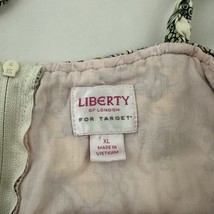 LIBERTY
OF LONDON
FOR TARGET
XL
MADE IN
VIETNAM